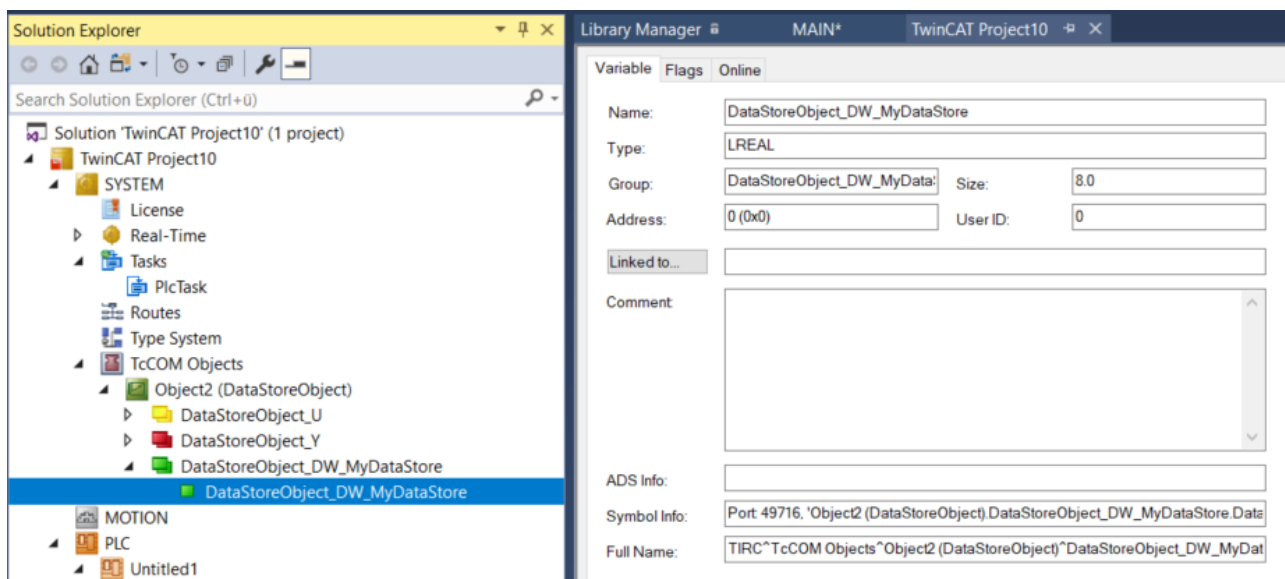 Solution Explorer
Search Solution Explorer (Ctrl+ü)
Solution 'TwinCAT Project10' (1 project)
TwinCAT Project10
SYSTEM
License
Real-Time
Tasks
PlcTask
Routes
Type System
TcCOM Objects
Object2 (DataStoreObject)
DataStoreObject_U
DataStoreObject_Y
DataStoreObject_DW_MyDataStore
DataStoreObject_DW_MyDataStore
MOTION
PLC
Untitled1
Library Manager MAIN* TwinCAT Project10
Variable Flags Online
Name: DataStoreObject_DW_MyDataStore
Type: LREAL
Group: DataStoreObject_DW_MyData Size: 8.0
Address: 0 (0x0) User ID: 0
Linked to...
Comment:
ADS Info:
Symbol Info: Port: 49716, 'Object2 (DataStoreObject).DataStoreObject_DW_MyDataStore.Data
Full Name: TIRC^TcCOM Objects^Object2 (DataStoreObject)^DataStoreObject_DW_MyDat